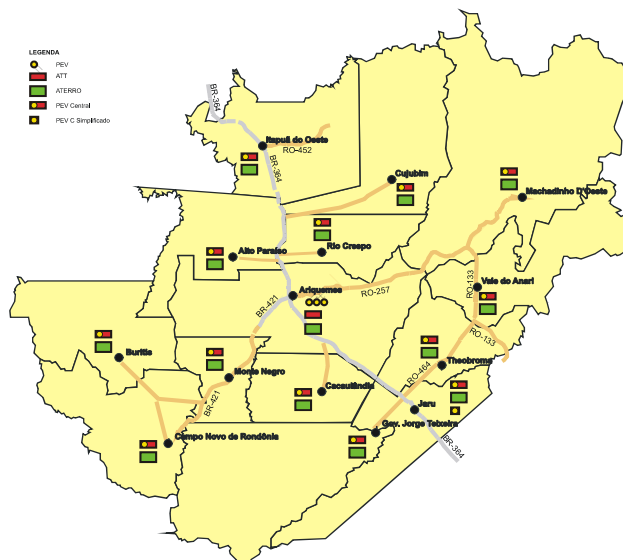 LEGENDA
PEV
ATT
ATERRO
PEV Central
PEV C Simplificado
BR-364
Itapuã do Oeste
RO-452
BR-364
Cujubim
Machadinho D'Oeste
Rio Crespo
Alto Paraíso
Vale do Anari
RO-133
Ariquemes
RO-257
BR-421
RO-133
Buritis
Theobroma
Monte Negro
RO-464
Cacaulândia
BR-421
Jaru
Gov. Jorge Teixeira
Campo Novo de Rondônia
BR-364